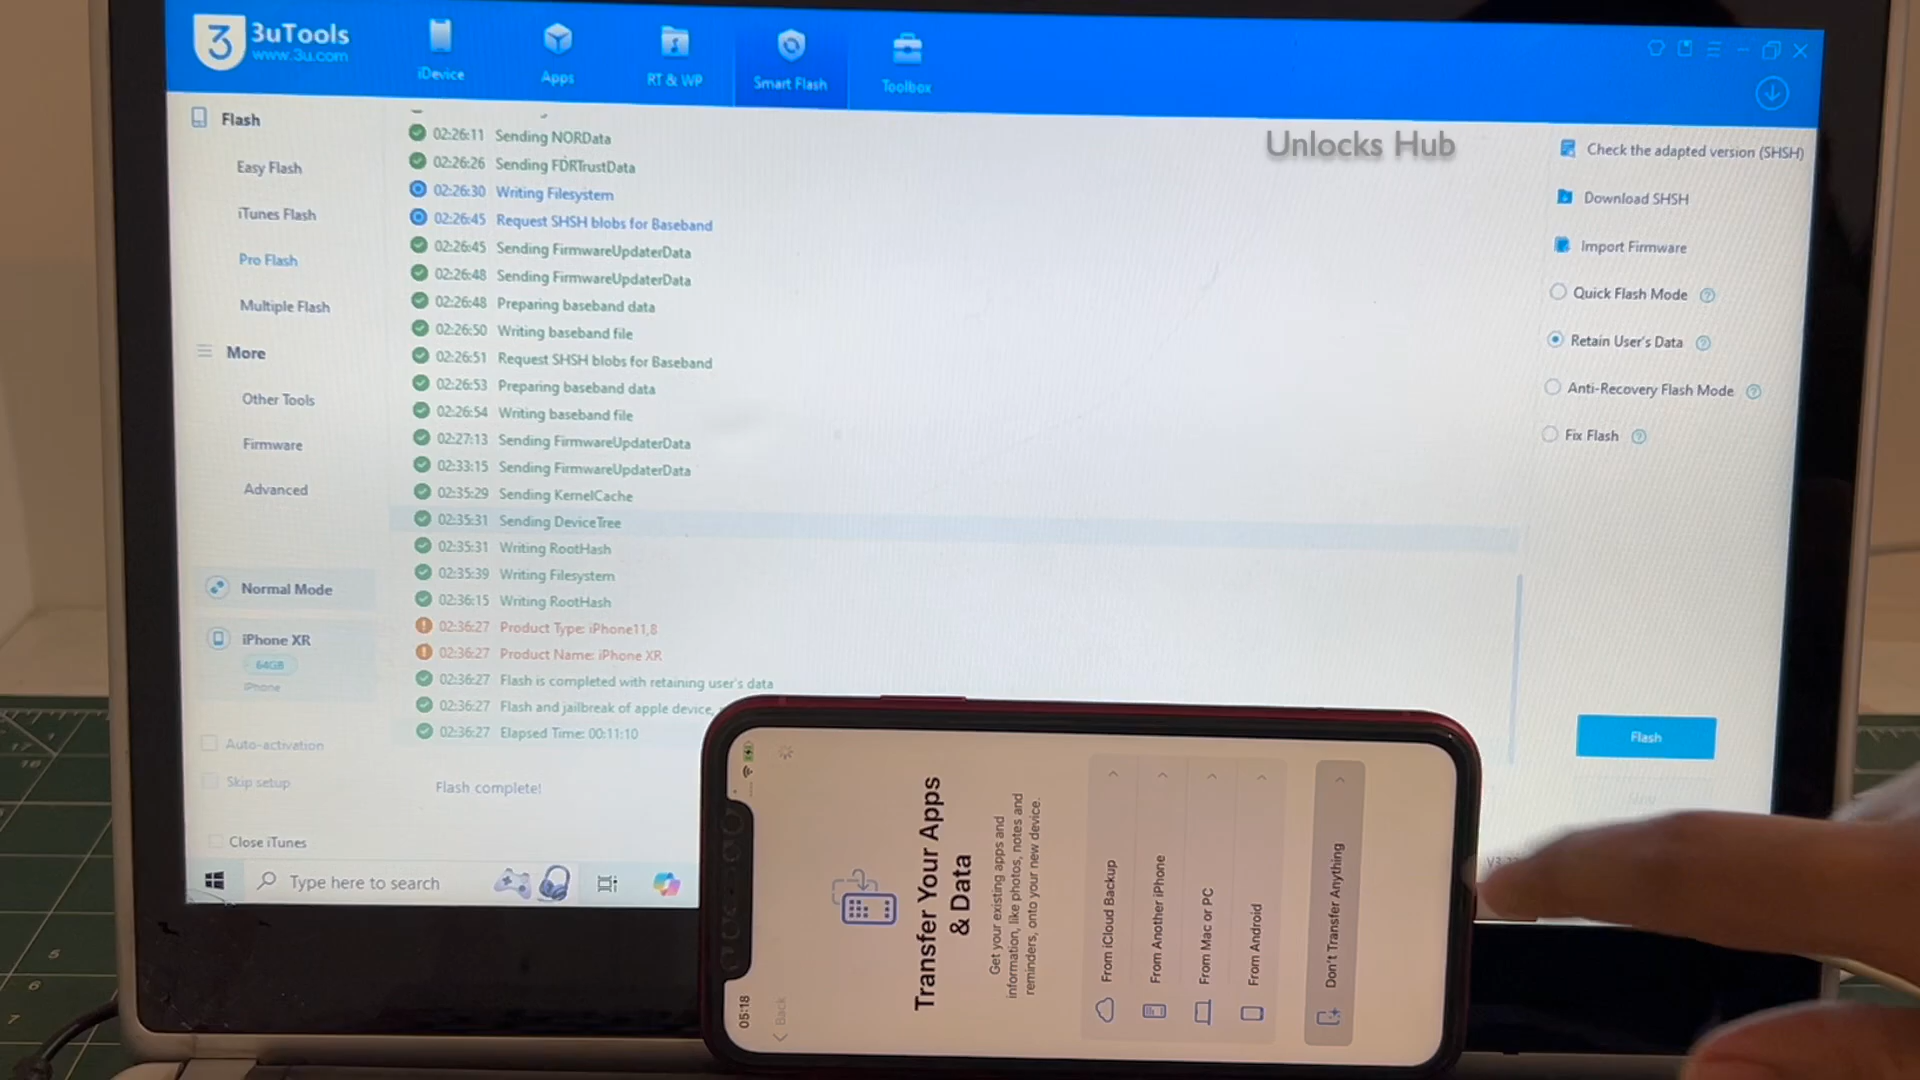 3 3uTools
www.3u.com
iDevice
Apps
RT & WP
Smart Flash
Toolbox
Unlocks Hub
Flash
Easy Flash
iTunes Flash
Pro Flash
Multiple Flash
More
Other Tools
Firmware
Advanced
Normal Mode
iPhone XR
64GB
iPhone
Auto-activation
Skip setup
Close iTunes
02:26:11 Sending NORData
02:26:26 Sending FDRTrustData
02:26:30 Writing Filesystem
02:26:45 Request SHSH blobs for Baseband
02:26:45 Sending FirmwareUpdaterData
02:26:48 Sending FirmwareUpdaterData
02:26:48 Preparing baseband data
02:26:50 Writing baseband file
02:26:51 Request SHSH blobs for Baseband
02:26:53 Preparing baseband data
02:26:54 Writing baseband file
02:27:13 Sending FirmwareUpdaterData
02:33:15 Sending FirmwareUpdaterData
02:35:29 Sending KernelCache
02:35:31 Sending DeviceTree
02:35:31 Writing RootHash
02:35:39 Writing Filesystem
02:36:15 Writing RootHash
02:36:27 Product Type: iPhone11,8
02:36:27 Product Name: iPhone XR
02:36:27 Flash is completed with retaining user's data
02:36:27 Flash and jailbreak of apple device,
02:36:27 Elapsed Time: 00:11:10
Flash complete!
Check the adapted version (SHSH)
Download SHSH
Import Firmware
Quick Flash Mode
Retain User's Data
Anti-Recovery Flash Mode
Fix Flash
Flash
Type here to search
05:18
Back
Transfer Your Apps
& Data
Get your existing apps and
information, like photos, notes and
reminders, onto your new device.
From iCloud Backup
From Another iPhone
From Mac or PC
From Android
Don't Transfer Anything